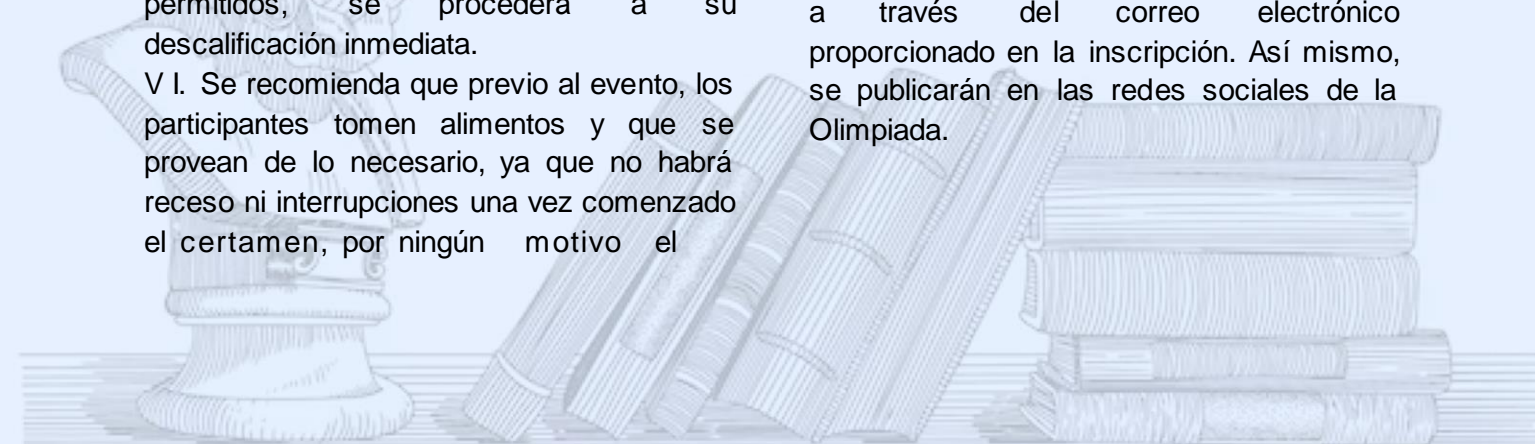 permitidos, se procederá a su
descalificación inmediata.
V I. Se recomienda que previo al evento, los
participantes tomen alimentos y que se
provean de lo necesario, ya que no habrá
receso ni interrupciones una vez comenzado
el certamen, por ningún motivo el
a través del correo electrónico
proporcionado en la inscripción. Así mismo,
se publicarán en las redes sociales de la
Olimpiada.